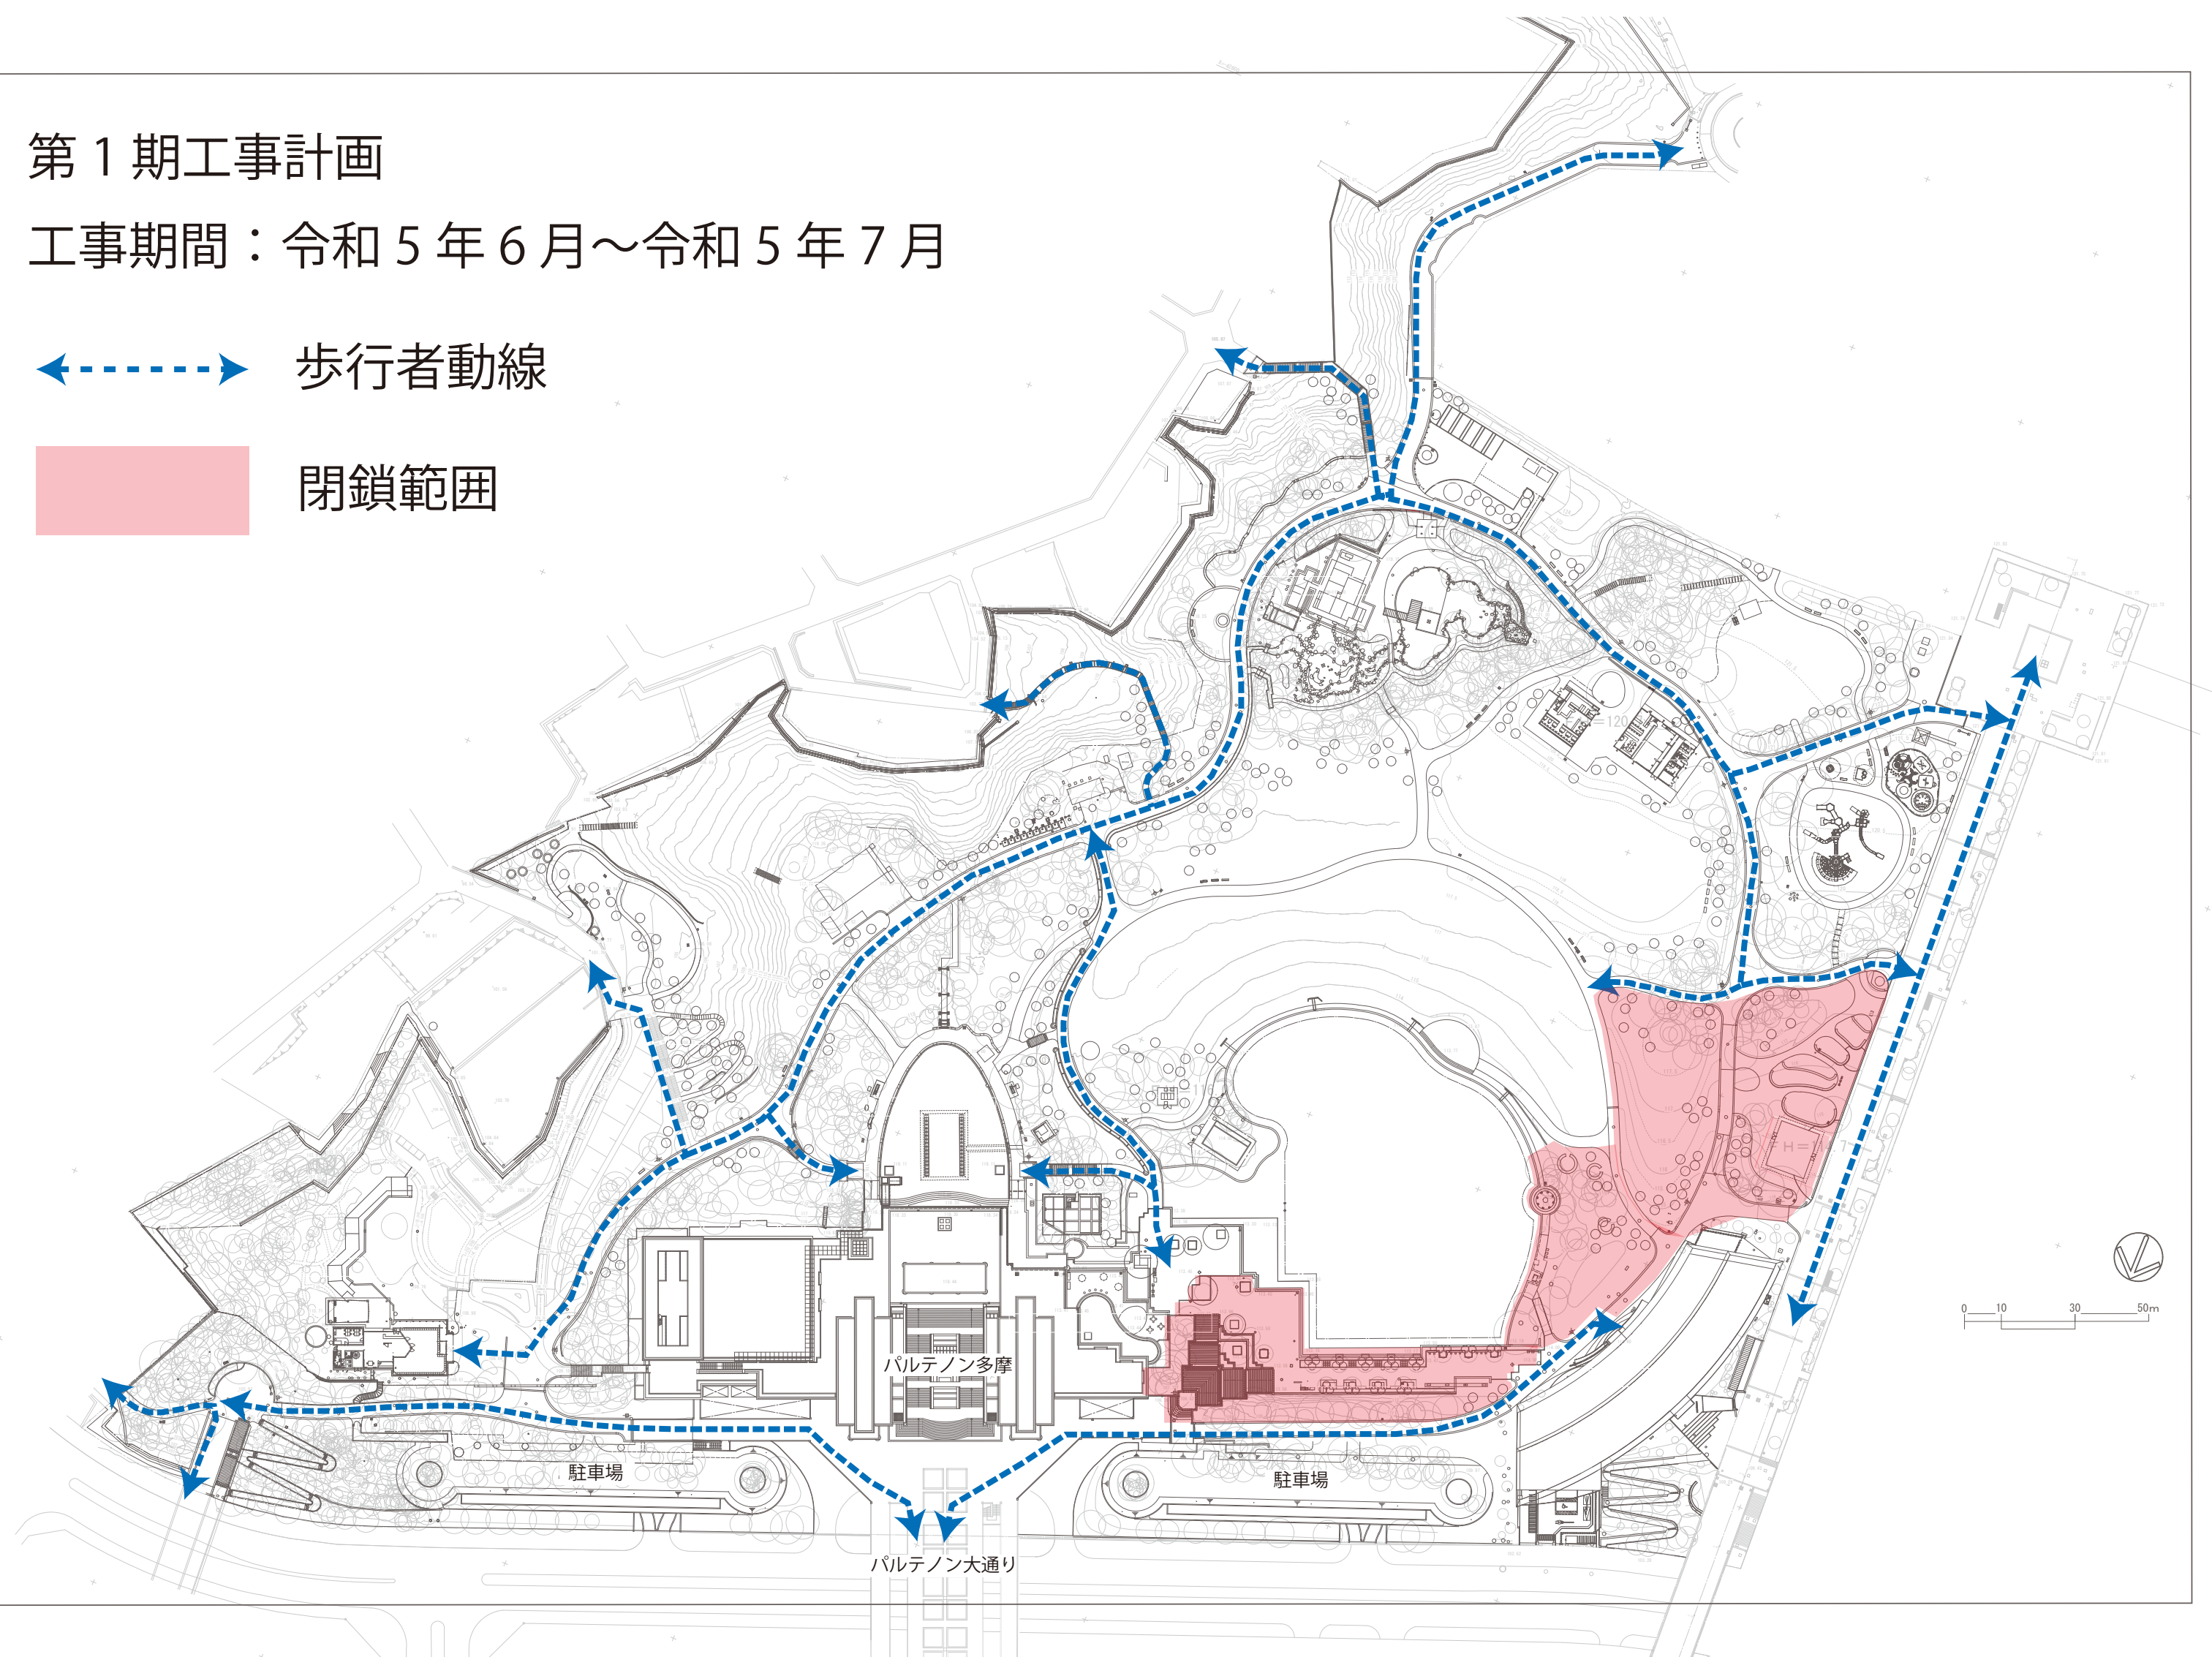 第1期工事計画
工事期間：令和5年6月～令和5年7月
歩行者動線
閉鎖範囲
パルテノン多摩
駐車場
駐車場
パルテノン大通り
0 10 30 50m